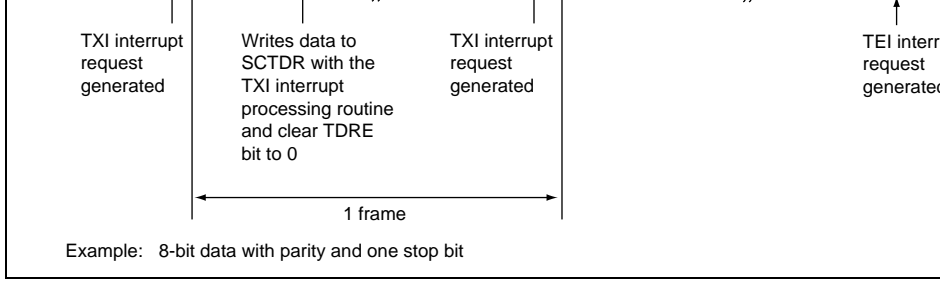 TXI interrupt
request
generated
Writes data to
SCTDR with the
TXI interrupt
processing routine
and clear TDRE
bit to 0
TXI interrupt
request
generated
TEI
request
1 frame
Example: 8-bit data with parity and one stop bit